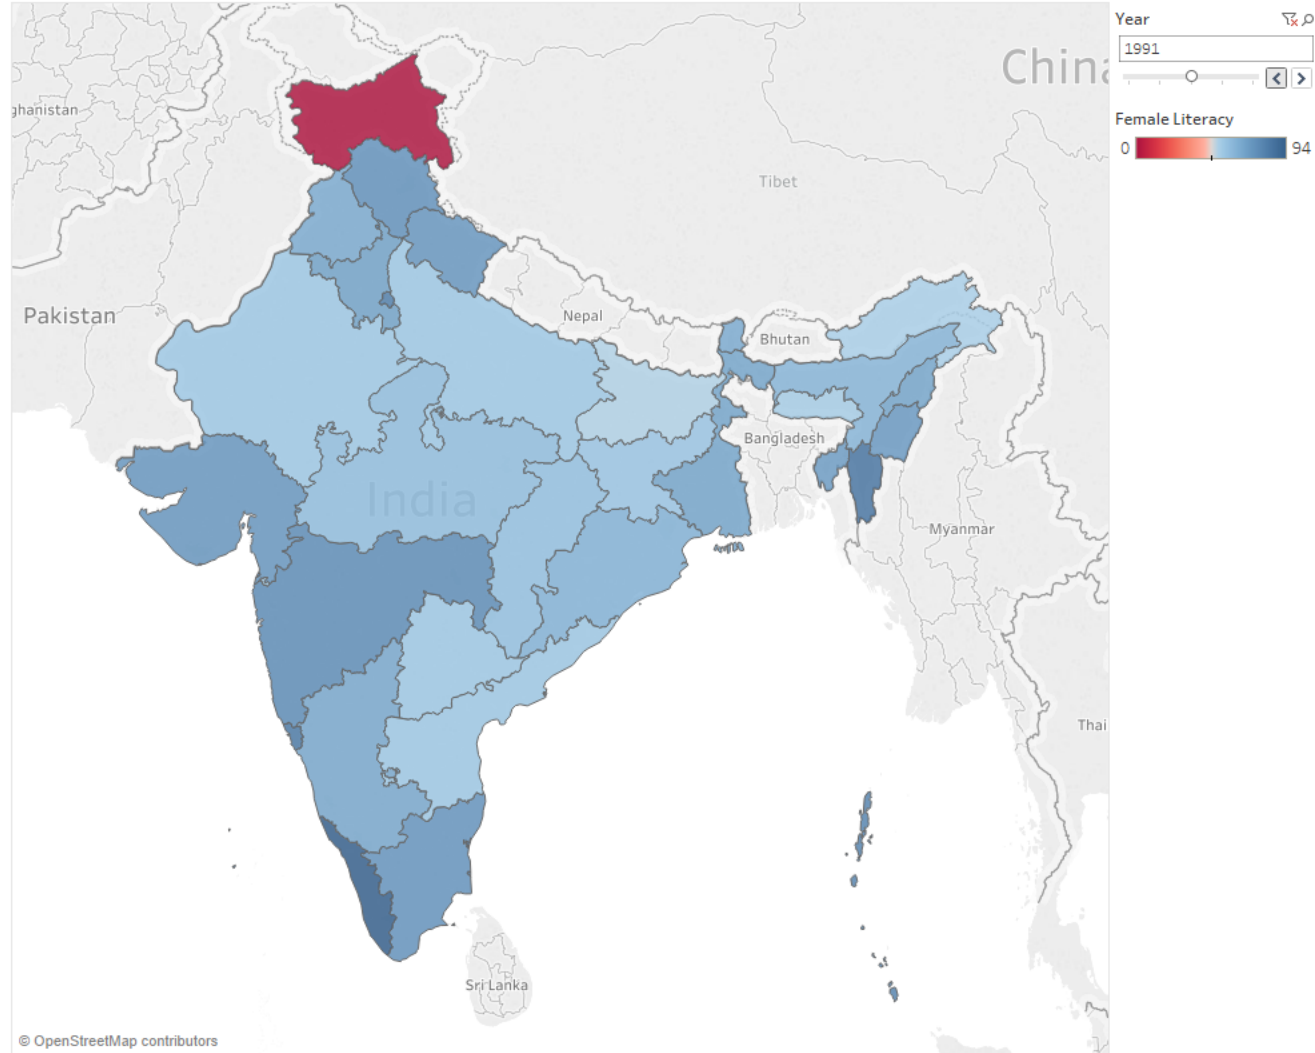 Year
1991
Female Literacy
0
94
China
ghanistan
Tibet
Pakistan
Nepal
Bhutan
Bangladesh
India
Myanmar
Thai
Sri Lanka
© OpenStreetMap contributors